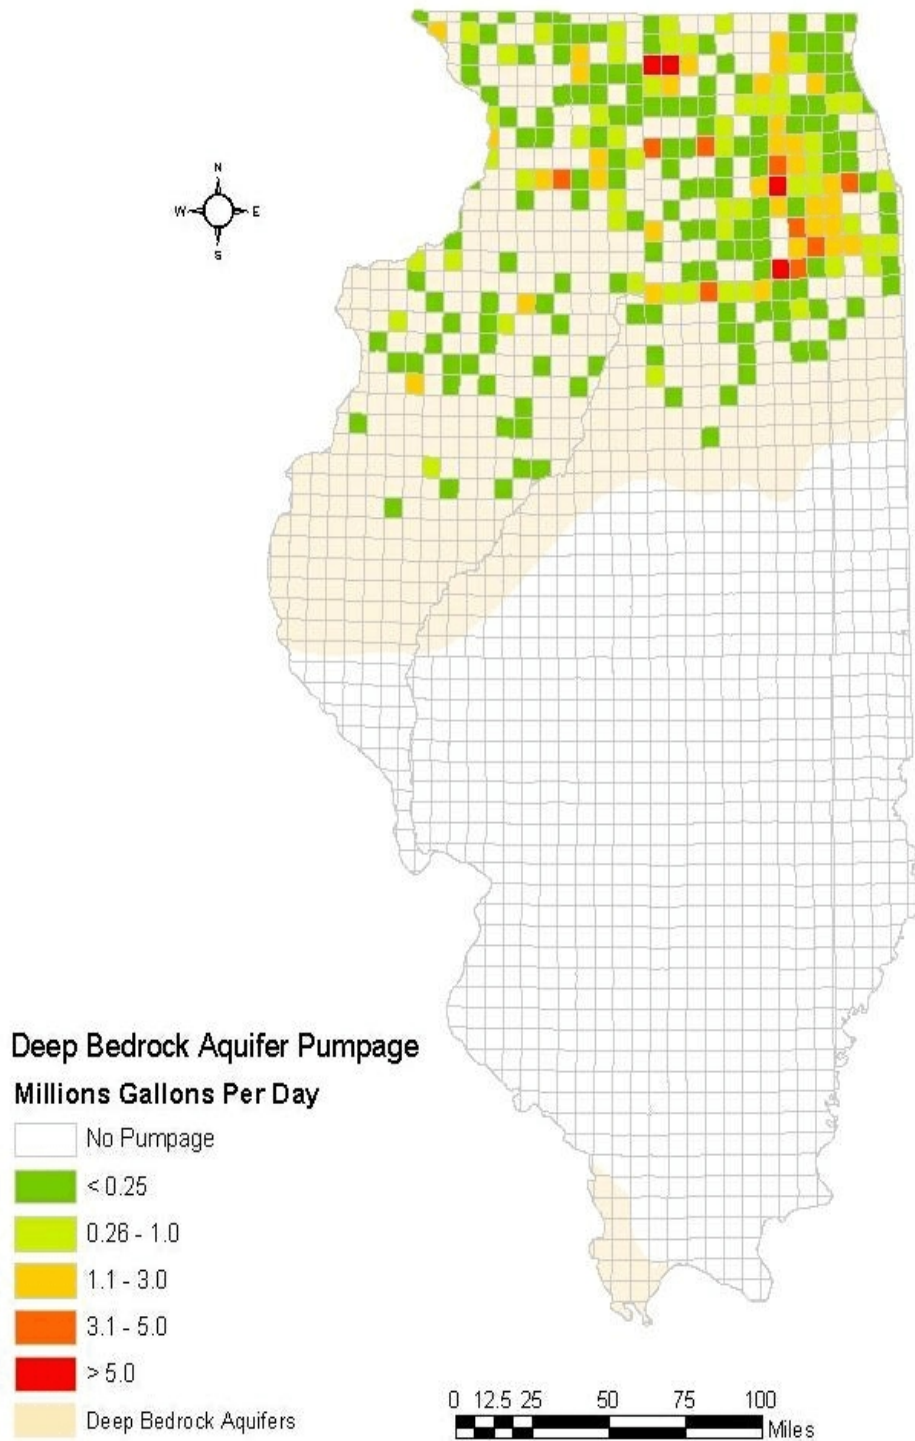 N
W E
S
Deep Bedrock Aquifer Pumpage
Millions Gallons Per Day
No Pumpage
< 0.25
0.26 - 1.0
1.1 - 3.0
3.1 - 5.0
> 5.0
Deep Bedrock Aquifers
0 12.5 25 50 75 100
Miles